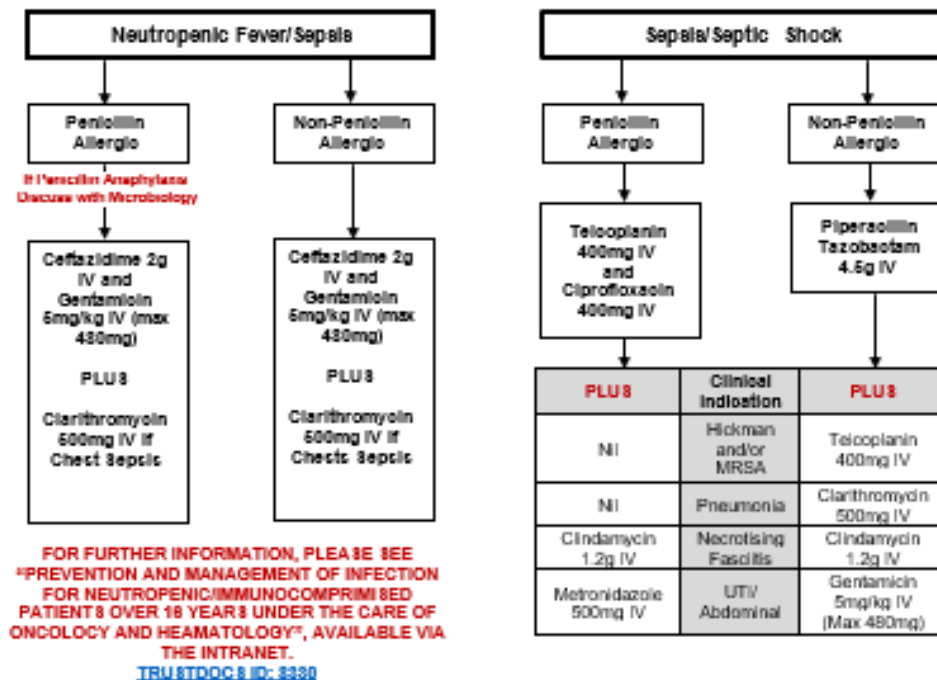 Neutropenic Fever/Sepsis
Penicillin
Allergic
If Penicillin Anaphylaxis
Discuss with Microbiology
Ceftazidime 2g
IV and
Gentamicin
5mg/kg IV (max
480mg)
PLUS
Clarithromycin
500mg IV if
Chest Sepsis
Non-Penicillin
Allergic
Ceftazidime 2g
IV and
Gentamicin
5mg/kg IV (max
480mg)
PLUS
Clarithromycin
500mg IV if
Chests Sepsis
FOR FURTHER INFORMATION, PLEASE SEE
“PREVENTION AND MANAGEMENT OF INFECTION
FOR NEUTROPENIC/IMMUNOCOMPRIMISED
PATIENTS OVER 16 YEARS UNDER THE CARE OF
ONCOLOGY AND HEAMATOLOGY”, AVAILABLE VIA
THE INTRANET.
TRUSTDOCS ID:
Sepsis/Septic Shock
Penicillin
Allergic
Teicoplanin
400mg IV
and
Ciprofloxacin
400mg IV
Non-Penicillin
Allergic
Piperacillin
Tazobactam
4.5g IV
PLUS Clinical Indication PLUS
Nil Hickman and/or MRSA Teicoplanin 400mg IV
Nil Pneumonia Clarithromycin 500mg IV
Clindamycin 1.2g IV Necrotising Fasciitis Clindamycin 1.2g IV
Metronidazole 500mg IV UTI/ Abdominal Gentamicin 5mg/kg IV (Max 480mg)